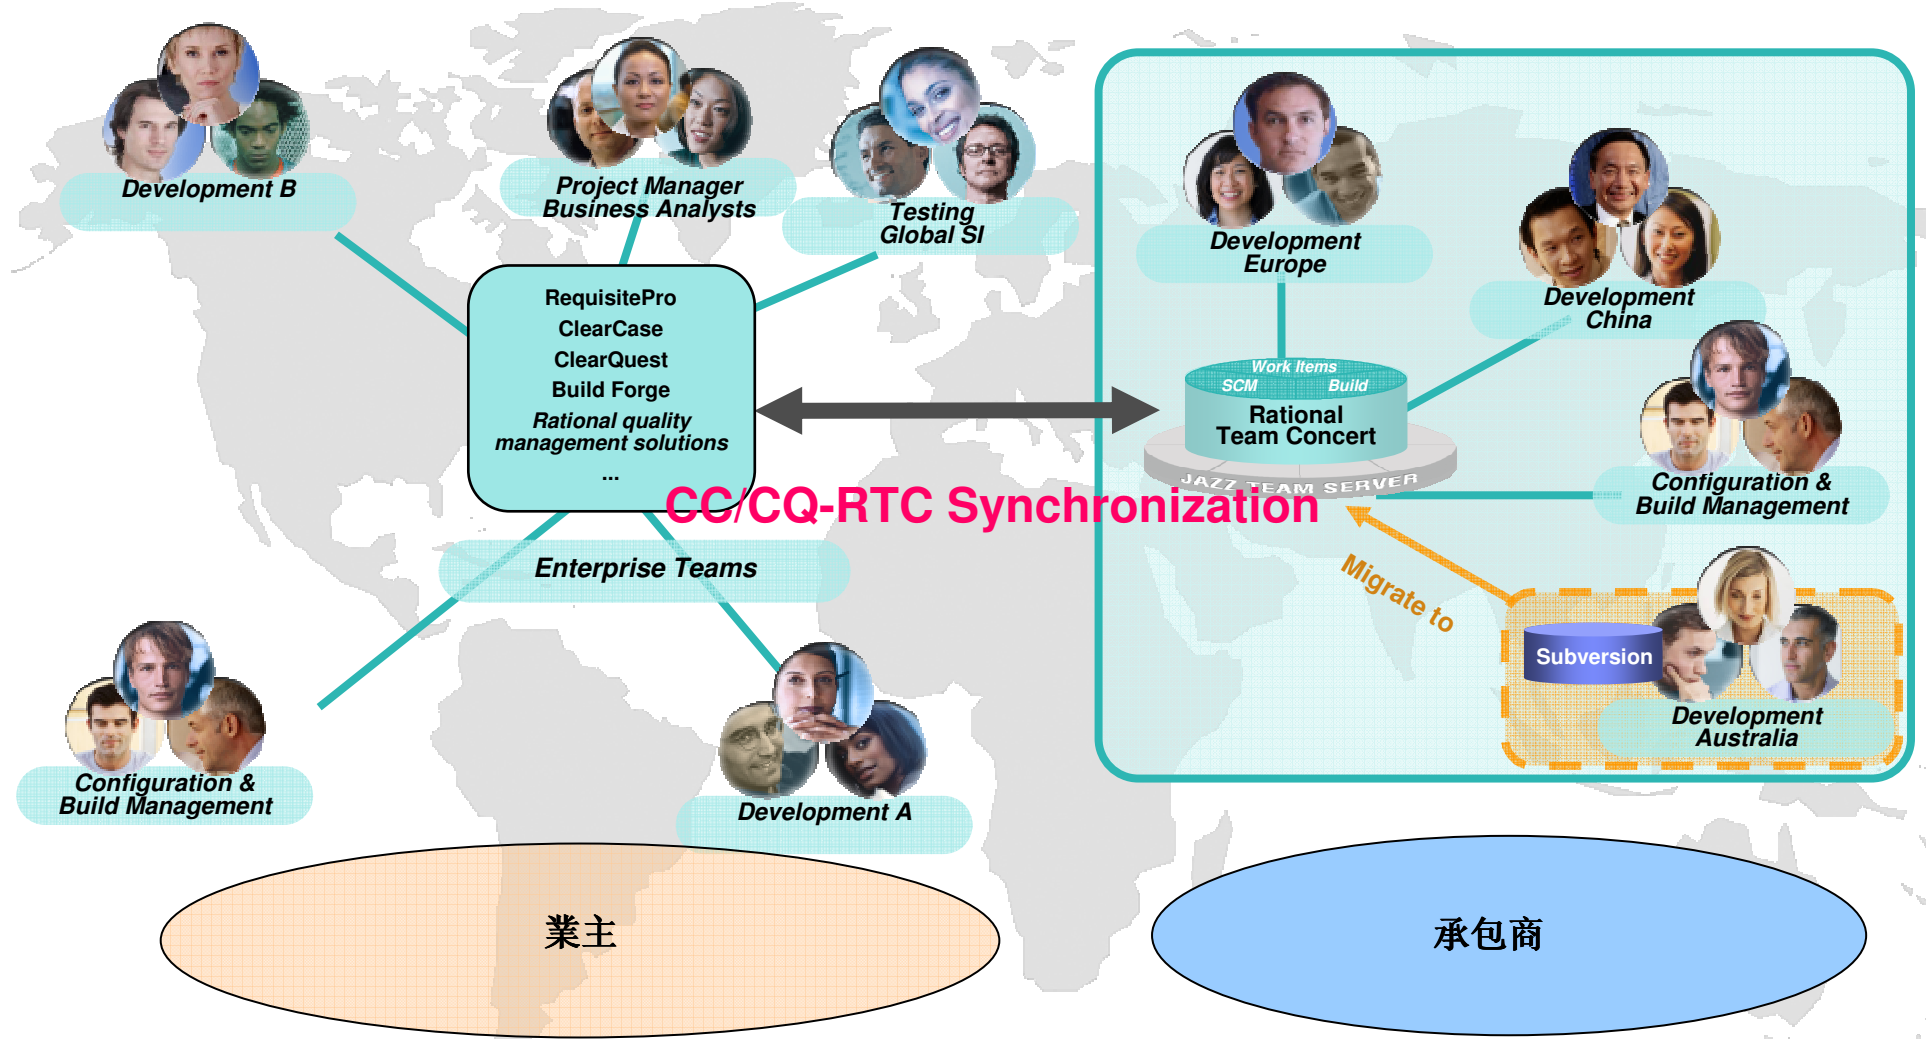 Development B
Project Manager
Business Analysts
Testing
Global SI
RequisitePro
ClearCase
ClearQuest
Build Forge
Rational quality
management solutions
...
Enterprise Teams
Configuration &
Build Management
Development A
CC/CQ-RTC Synchronization
Development
Europe
Development
China
Work Items
SCM
Build
Rational
Team Concert
JAZZ TEAM SERVER
Configuration &
Build Management
Migrate to
Subversion
Development
Australia
業主
承包商